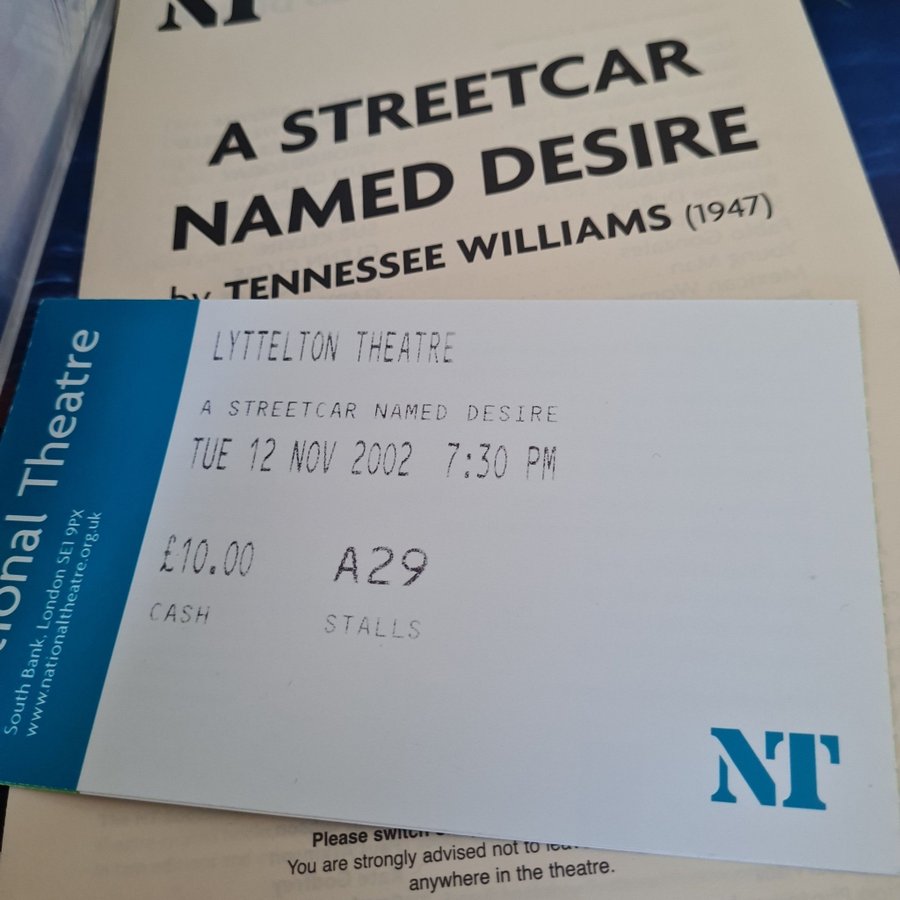 NT
A STREETCAR
NAMED DESIRE
by TENNESSEE WILLIAMS (1947)
National Theatre
South Bank, London SE1 9PX
www.nationaltheatre.org.uk
LYTTELTON THEATRE
A STREETCAR NAMED DESIRE
TUE 12 NOV 2002 7:30 PM
£10.00 A29
CASH STALLS
NT
Please switch
You are strongly advised not to
anywhere in the theatre.